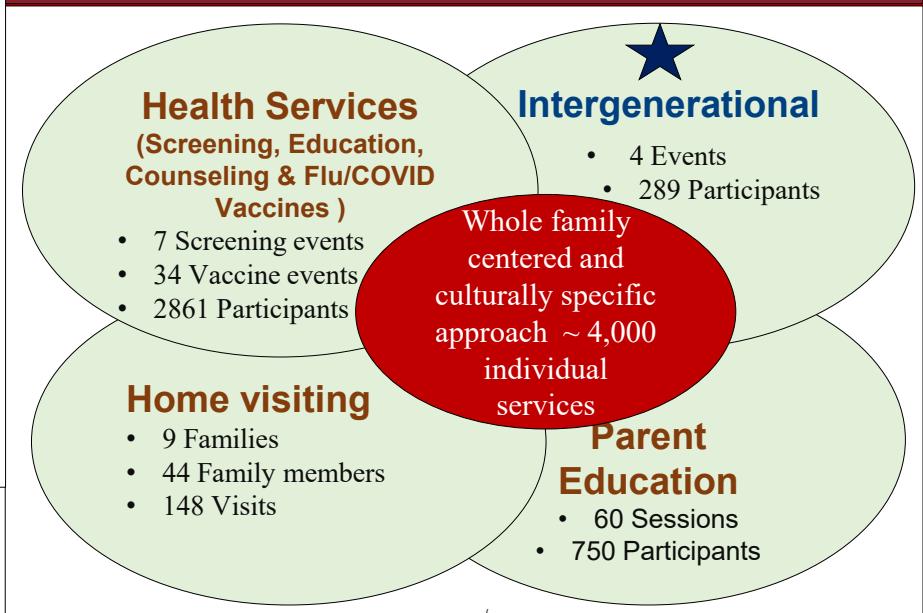 Health Services
(Screening, Education,
Counseling & Flu/COVID
Vaccines )
• 7 Screening events
• 34 Vaccine events
• 2861 Participants
Intergenerational
• 4 Events
• 289 Participants
Whole family
centered and
culturally specific
approach ~ 4,000
individual
services
Home visiting
• 9 Families
• 44 Family members
• 148 Visits
Parent
Education
• 60 Sessions
• 750 Participants